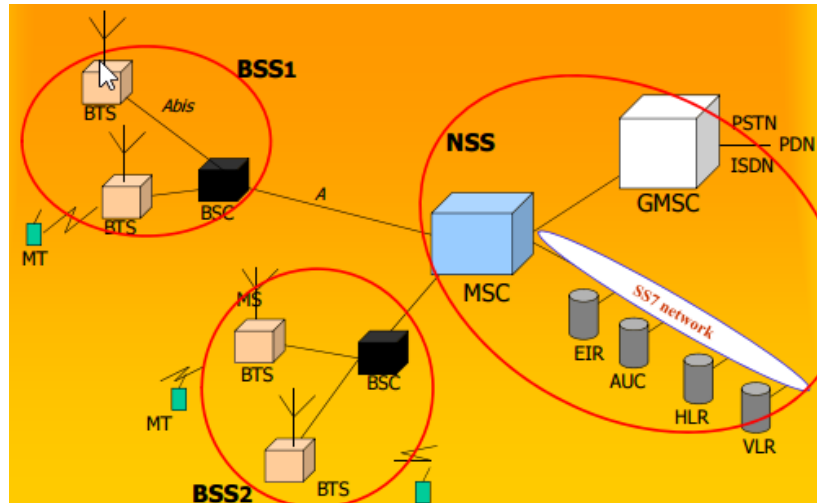 BSS1
BTS
Abis
NSS
PSTN
PDN
ISDN
GMSC
BTS
BSC
A
MT
MSC
SS7 network
MS
BTS
BSC
EIR
AUC
HLR
VLR
MT
BSS2
BTS